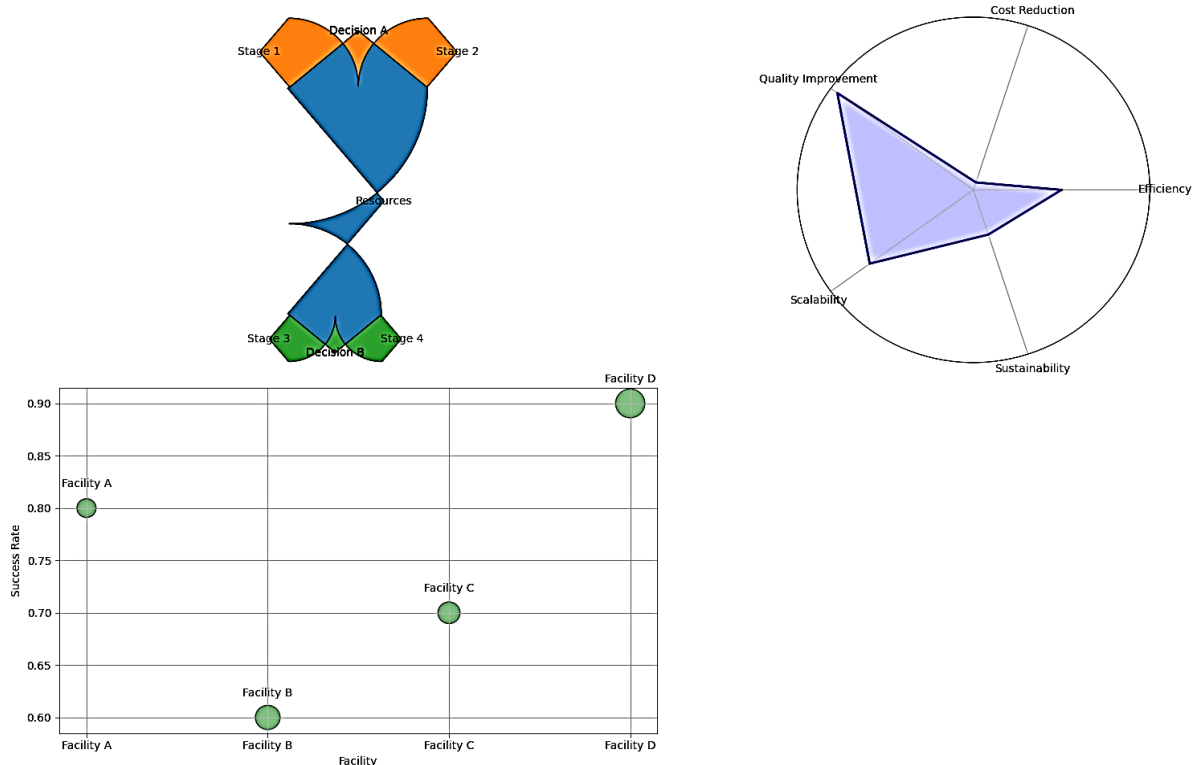 Decision A
Stage 1
Stage 2
Resources
Stage 3
Stage 4
Decision B
Cost Reduction
Quality Improvement
Efficiency
Scalability
Sustainability
Facility D
0.90
0.85
Facility A
0.80
Success Rate
0.75
Facility C
0.70
0.65
Facility B
0.60
Facility A
Facility B
Facility C
Facility D
Facility